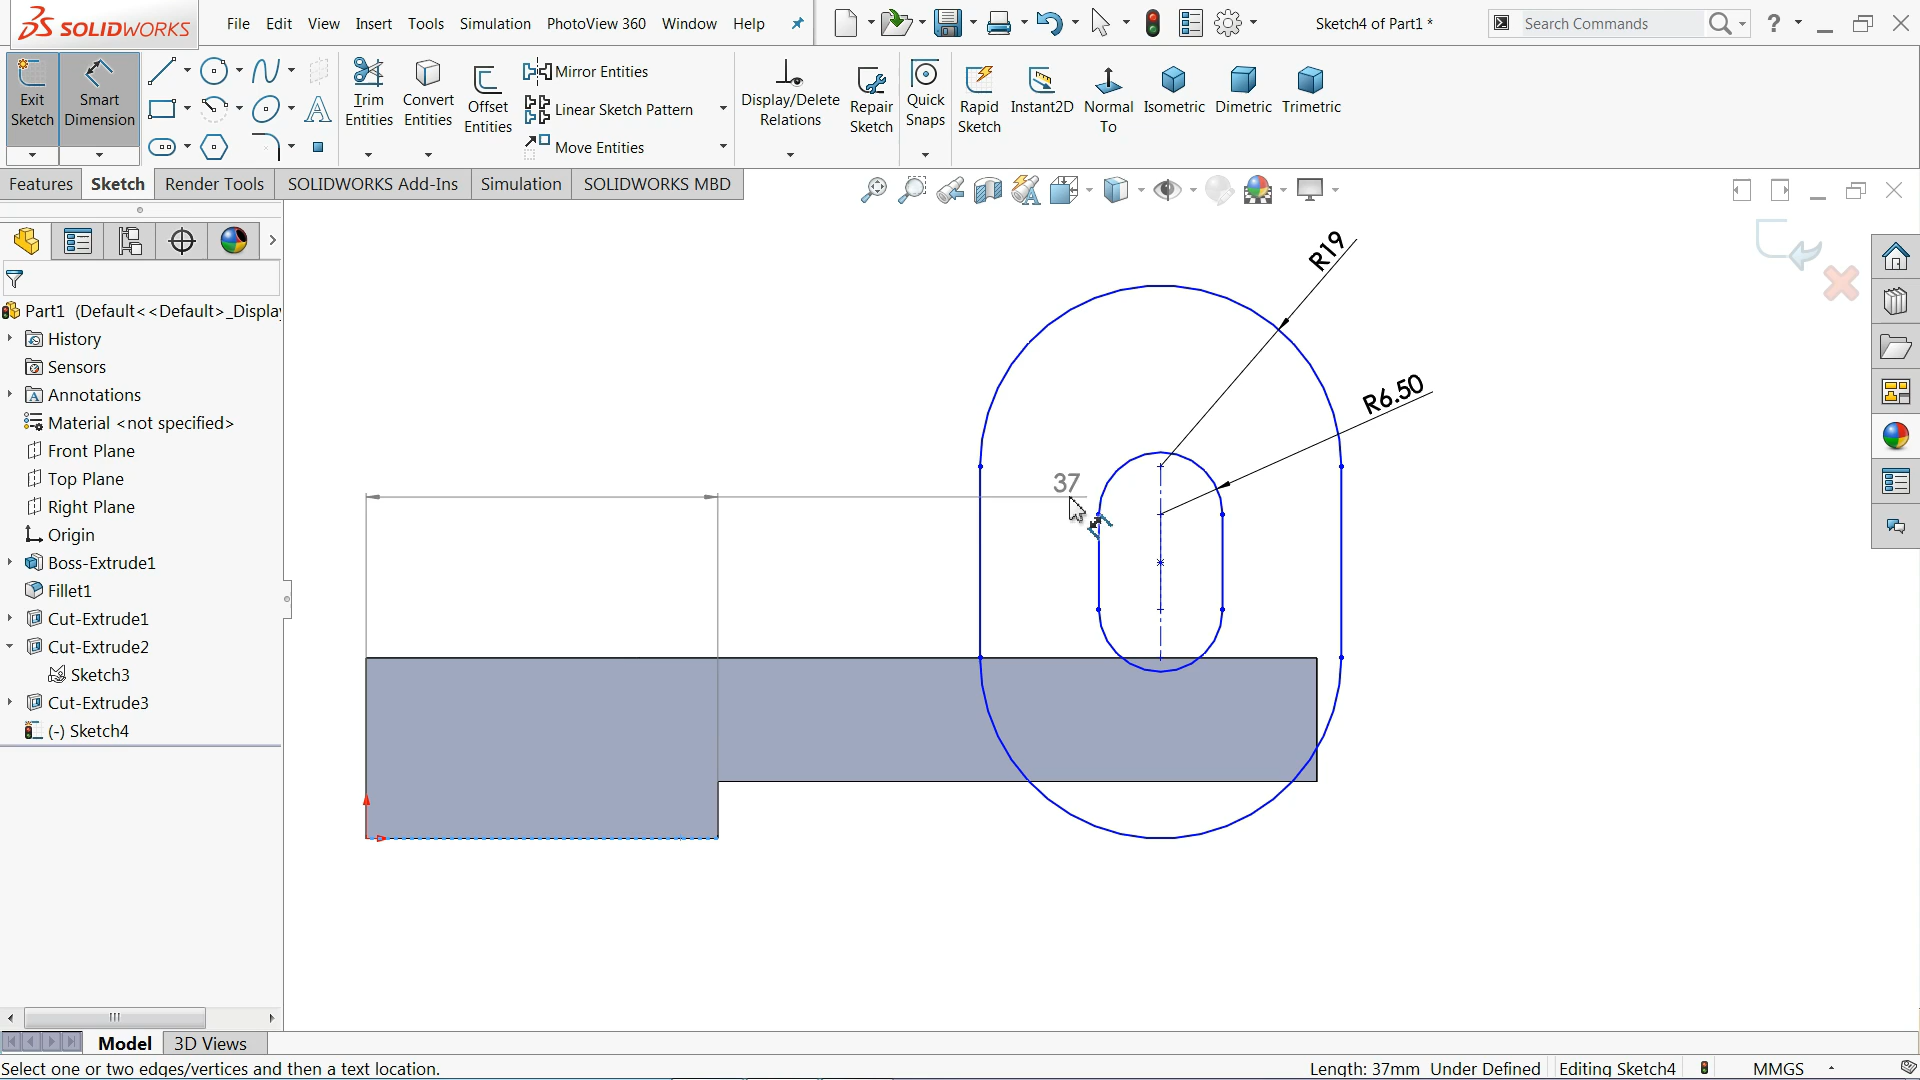 SOLIDWORKS File Edit View Insert Tools Simulation PhotoView 360 Window Help Sketch4 of Part1 * Search Commands ?
Exit Sketch
Smart Dimension
Trim Entities
Convert Entities
Offset Entities
Mirror Entities
Linear Sketch Pattern
Move Entities
Display/Delete Relations
Repair Sketch
Quick Snaps
Rapid Sketch
Instant2D
Normal To
Isometric
Dimetric
Trimetric
Features Sketch Render Tools SOLIDWORKS Add-Ins Simulation SOLIDWORKS MBD
Part1 (Default<<Default>_Displa
History
Sensors
Annotations
Material <not specified>
Front Plane
Top Plane
Right Plane
Origin
Boss-Extrude1
Fillet1
Cut-Extrude1
Cut-Extrude2
Sketch3
Cut-Extrude3
(-) Sketch4
R19
R6.50
37
Model 3D Views
Select one or two edges/vertices and then a text location. Length: 37mm Under Defined Editing Sketch4 MMGS